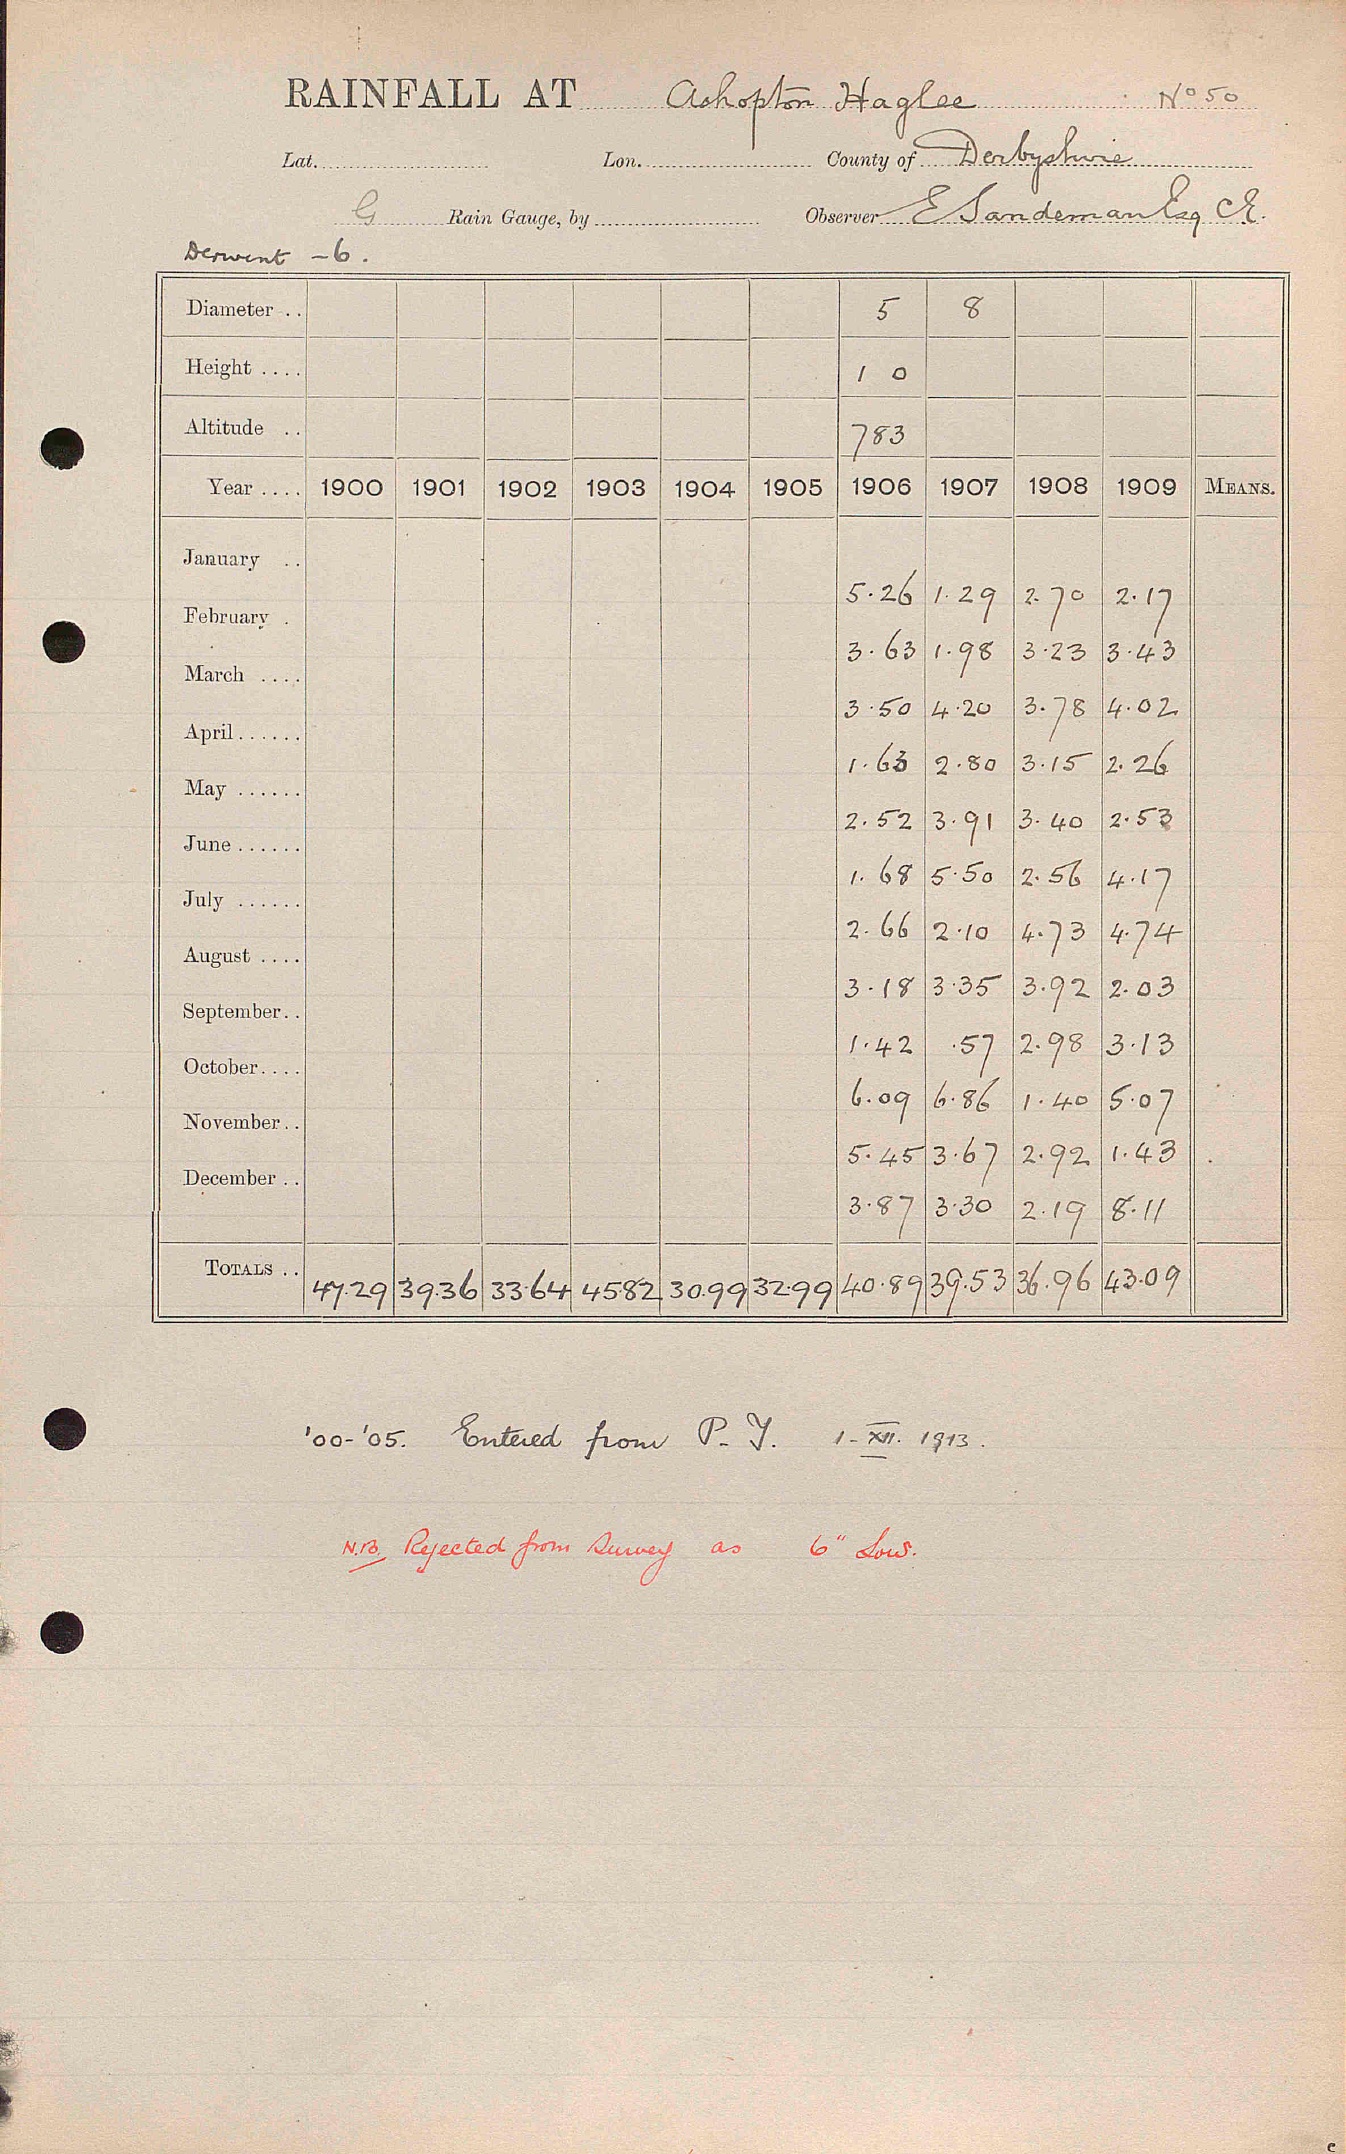 RAINFALL AT Ashopton Haglee No 50
Lat. Lon. County of Derbyshire
G Rain Gauge, by Observer E Sandeman Esq C.E.
Derwent - 6.
Diameter .. 5 8
Height .... 1 0
Altitude .. 783
Year .... 1900 1901 1902 1903 1904 1905 1906 1907 1908 1909 MEANS.
January .. 5.26 1.29 2.70 2.17
February . 3.63 1.98 3.23 3.43
March .... 3.50 4.20 3.78 4.02
April...... 1.63 2.80 3.15 2.26
May ...... 2.52 3.91 3.40 2.53
June...... 1.68 5.50 2.56 4.17
July ...... 2.66 2.10 4.73 4.74
August .... 3.18 3.35 3.92 2.03
September.. 1.42 .57 2.98 3.13
October.... 6.09 6.86 1.40 5.07
November.. 5.45 3.67 2.92 1.43
December .. 3.87 3.30 2.19 8.11
TOTALS .. 47.29 39.36 33.64 45.82 30.99 32.99 40.89 39.53 36.96 43.09
'00-'05. Entered from P. Y. 1-XII. 1913.
N.B. Rejected from Survey as 6" Low.